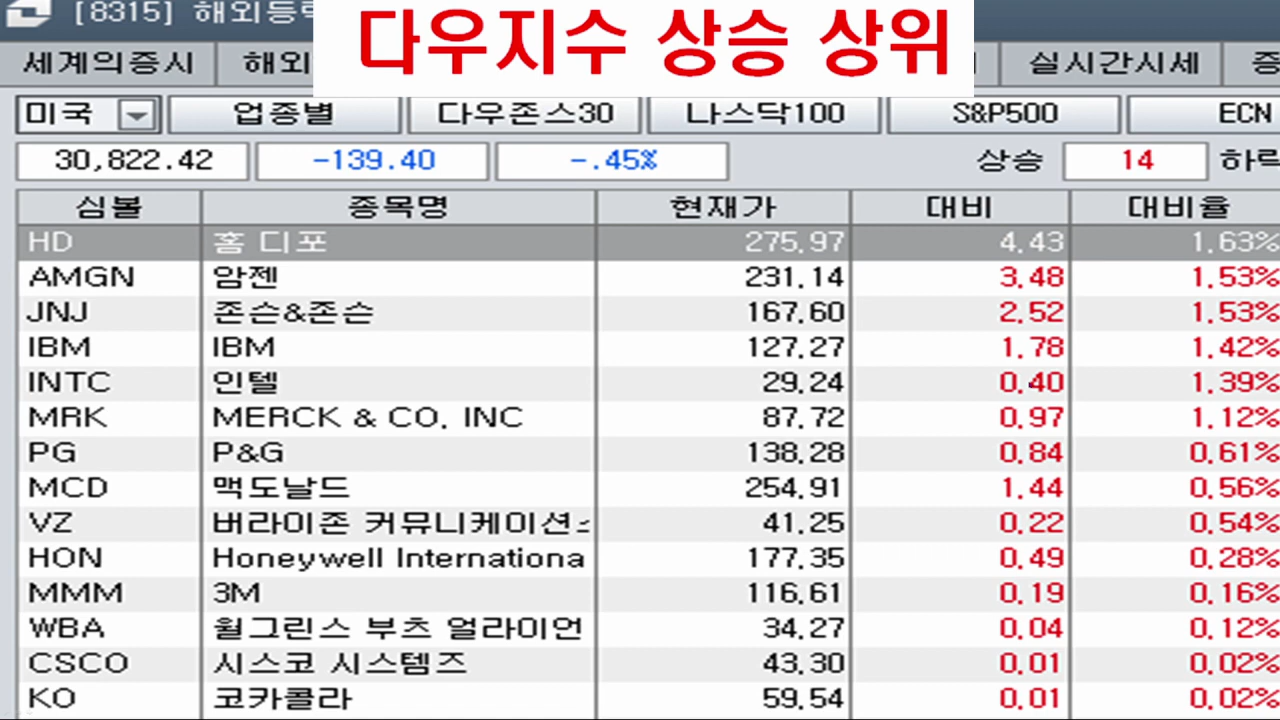 [8315] 해외등록
다우지수 상승 상위
세계의증시 해외 실시간시세 증
미국 업종별 다우존스30 나스닥100 S&P500 ECN
30,822.42 -139.40 -.45% 상승 14 하락
심볼 종목명 현재가 대비 대비율
HD 홈 디포 275.97 4.43 1.63%
AMGN 암젠 231.14 3.48 1.53%
JNJ 존슨&존슨 167.60 2.52 1.53%
IBM IBM 127.27 1.78 1.42%
INTC 인텔 29.24 0.40 1.39%
MRK MERCK & CO. INC 87.72 0.97 1.12%
PG P&G 138.28 0.84 0.61%
MCD 맥도날드 254.91 1.44 0.56%
VZ 버라이존 커뮤니케이션스 41.25 0.22 0.54%
HON Honeywell Internationa 177.35 0.49 0.28%
MMM 3M 116.61 0.19 0.16%
WBA 월그린스 부츠 얼라이언 34.27 0.04 0.12%
CSCO 시스코 시스템즈 43.30 0.01 0.02%
KO 코카콜라 59.54 0.01 0.02%